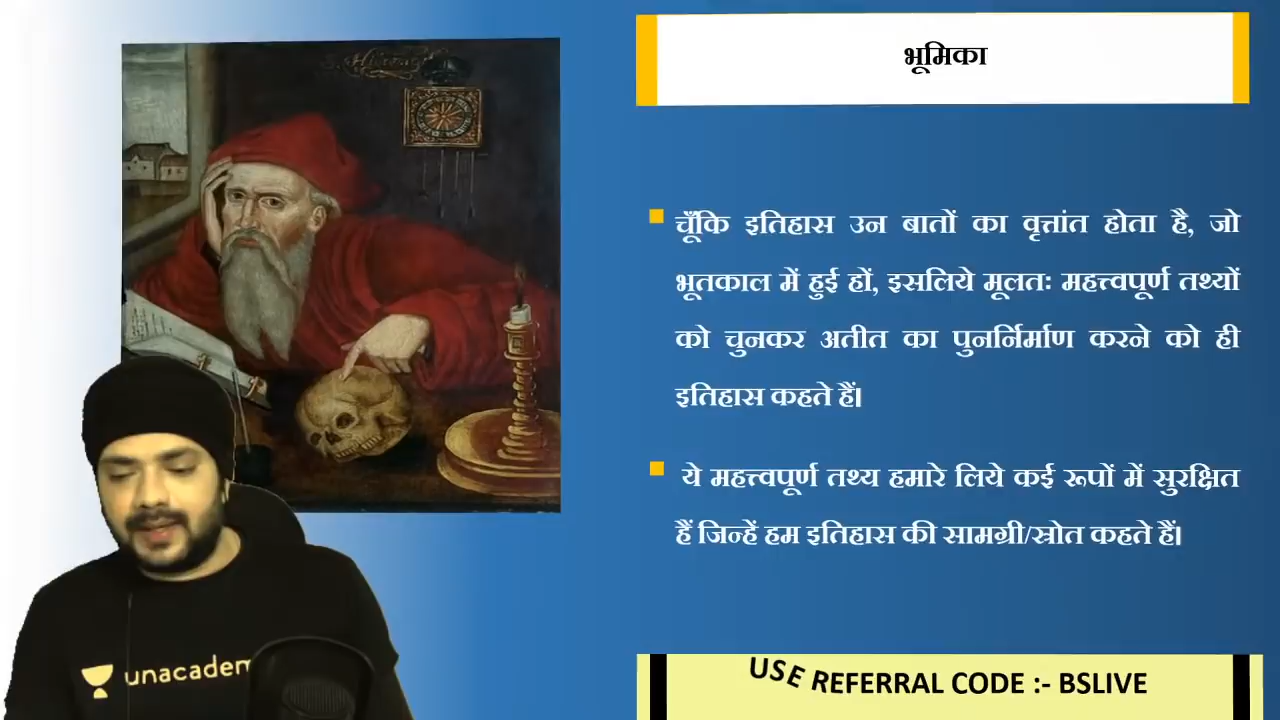 भूमिका
चूँकि इतिहास उन बातों का वृत्तांत होता है, जो
भूतकाल में हुई हों, इसलिये मूलतः महत्त्वपूर्ण तथ्यों
को चुनकर अतीत का पुनर्निर्माण करने को ही
इतिहास कहते हैं।
ये महत्त्वपूर्ण तथ्य हमारे लिये कई रूपों में सुरक्षित
हैं जिन्हें हम इतिहास की सामग्री/स्रोत कहते हैं।
unacadem
USE REFERRAL CODE :- BSLIVE